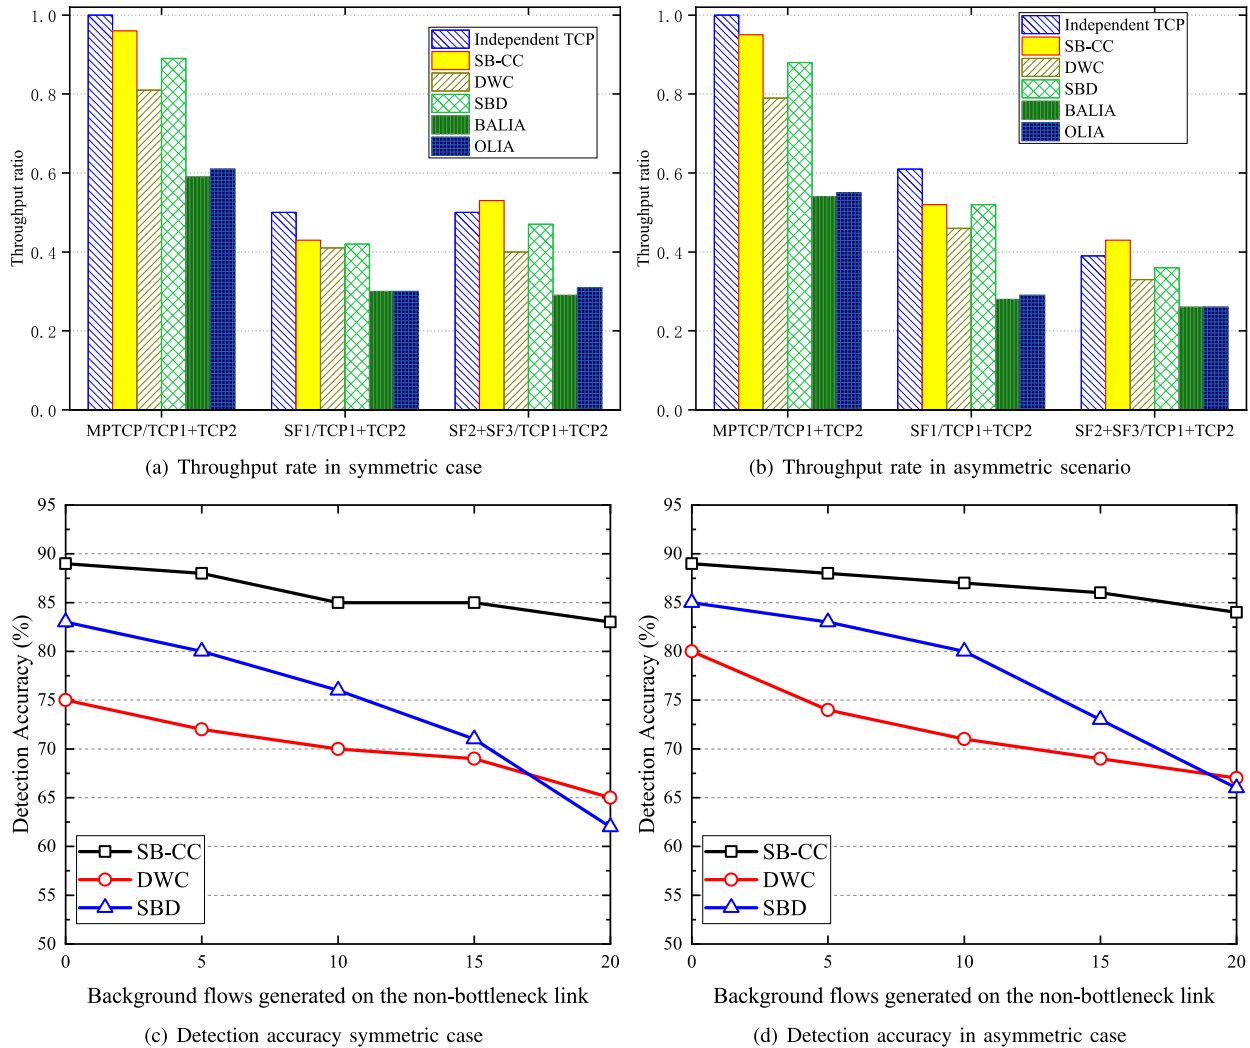 1. 0
0. 8
0. 6
0. 4
0. 2
0. 0
Throughput ratio
Independent TCP
SB-CC
DWC
SBD
BALIA
OLIA
MPTCP/TCP1+TCP2
SF1/TCP1+TCP2
SF2+SF3/TCP1+TCP2
(a) Throughput rate in symmetric case
1. 0
0. 8
0. 6
0. 4
0. 2
0. 0
Throughput ratio
Independent TCP
SB-CC
DWC
SBD
BALIA
OLIA
MPTCP/TCP1+TCP2
SF1/TCP1+TCP2
SF2+SF3/TCP1+TCP2
(b) Throughput rate in asymmetric scenario
95
90
85
80
75
70
65
60
55
50
Detection Accuracy (%)
SB-CC
DWC
SBD
0 5 10 15 20
Background flows generated on the non-bottleneck link
(c) Detection accuracy symmetric case
95
90
85
80
75
70
65
60
55
50
Detection Accuracy (%)
SB-CC
DWC
SBD
0 5 10 15 20
Background flows generated on the non-bottleneck link
(d) Detection accuracy in asymmetric case